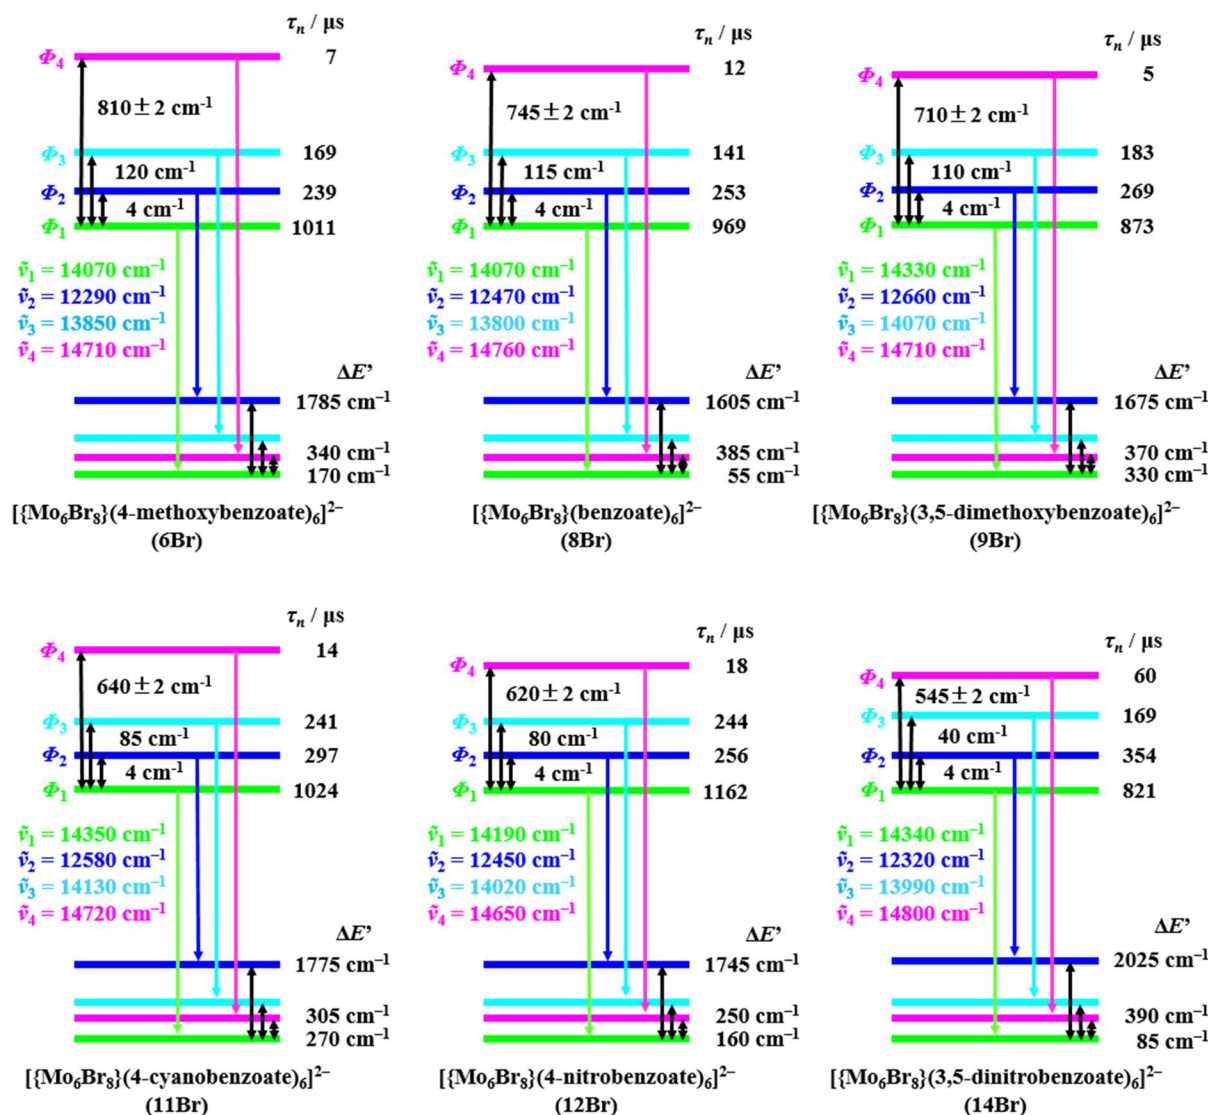 τn / μs
Φ4 7
810±2 cm-1
Φ3 169
120 cm-1
Φ2 239
4 cm-1
Φ1 1011
ṽ1 = 14070 cm–1
ṽ2 = 12290 cm–1
ṽ3 = 13850 cm–1
ṽ4 = 14710 cm–1
ΔE’
1785 cm–1
340 cm–1
170 cm–1
[{Mo6Br8}(4-methoxybenzoate)6]2–
(6Br)
τn / μs
Φ4 12
745±2 cm-1
Φ3 141
115 cm-1
Φ2 253
4 cm-1
Φ1 969
ṽ1 = 14070 cm–1
ṽ2 = 12470 cm–1
ṽ3 = 13800 cm–1
ṽ4 = 14760 cm–1
ΔE’
1605 cm–1
385 cm–1
55 cm–1
[{Mo6Br8}(benzoate)6]2–
(8Br)
τn / μs
Φ4 5
710±2 cm-1
Φ3 183
110 cm-1
Φ2 269
4 cm-1
Φ1 873
ṽ1 = 14330 cm–1
ṽ2 = 12660 cm–1
ṽ3 = 14070 cm–1
ṽ4 = 14710 cm–1
ΔE’
1675 cm–1
370 cm–1
330 cm–1
[{Mo6Br8}(3,5-dimethoxybenzoate)6]2–
(9Br)
τn / μs
Φ4 14
640±2 cm-1
Φ3 241
85 cm-1
Φ2 297
4 cm-1
Φ1 1024
ṽ1 = 14350 cm–1
ṽ2 = 12580 cm–1
ṽ3 = 14130 cm–1
ṽ4 = 14720 cm–1
ΔE’
1775 cm–1
305 cm–1
270 cm–1
[{Mo6Br8}(4-cyanobenzoate)6]2–
(11Br)
τn / μs
Φ4 18
620±2 cm-1
Φ3 244
80 cm-1
Φ2 256
4 cm-1
Φ1 1162
ṽ1 = 14190 cm–1
ṽ2 = 12450 cm–1
ṽ3 = 14020 cm–1
ṽ4 = 14650 cm–1
ΔE’
1745 cm–1
250 cm–1
160 cm–1
[{Mo6Br8}(4-nitrobenzoate)6]2–
(12Br)
τn / μs
Φ4 60
545±2 cm-1
Φ3 169
40 cm-1
Φ2 354
4 cm-1
Φ1 821
ṽ1 = 14340 cm–1
ṽ2 = 12320 cm–1
ṽ3 = 13990 cm–1
ṽ4 = 14800 cm–1
ΔE’
2025 cm–1
390 cm–1
85 cm–1
[{Mo6Br8}(3,5-dinitrobenzoate)6]2–
(14Br)